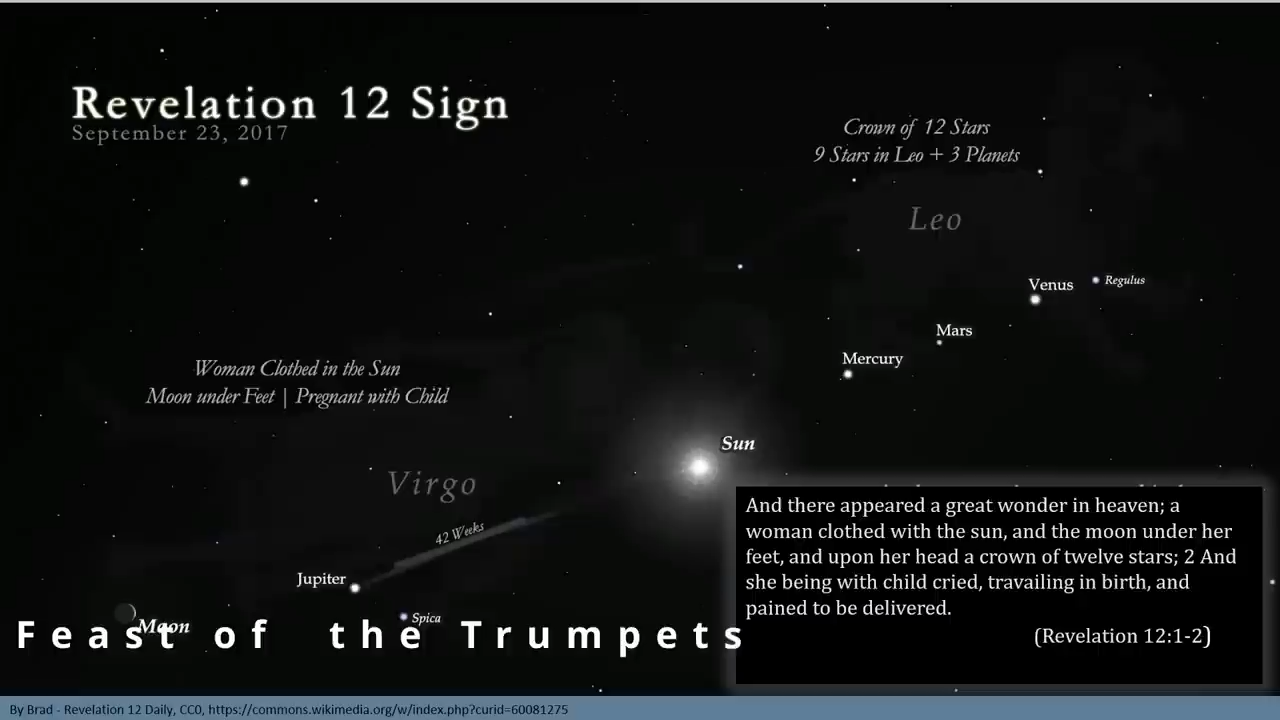 Revelation 12 Sign
September 23, 2017
Crown of 12 Stars
9 Stars in Leo + 3 Planets
Leo
Venus
Regulus
Mars
Mercury
Woman Clothed in the Sun
Moon under Feet | Pregnant with Child
Sun
Virgo
42 Weeks
Jupiter
Spica
Moon
Feast of the Trumpets
And there appeared a great wonder in heaven; a
woman clothed with the sun, and the moon under her
feet, and upon her head a crown of twelve stars; 2 And
she being with child cried, travailing in birth, and
pained to be delivered.
(Revelation 12:1-2)
By Brad - Revelation 12 Daily, CC0, https://commons.wikimedia.org/w/index.php?curid=60081275